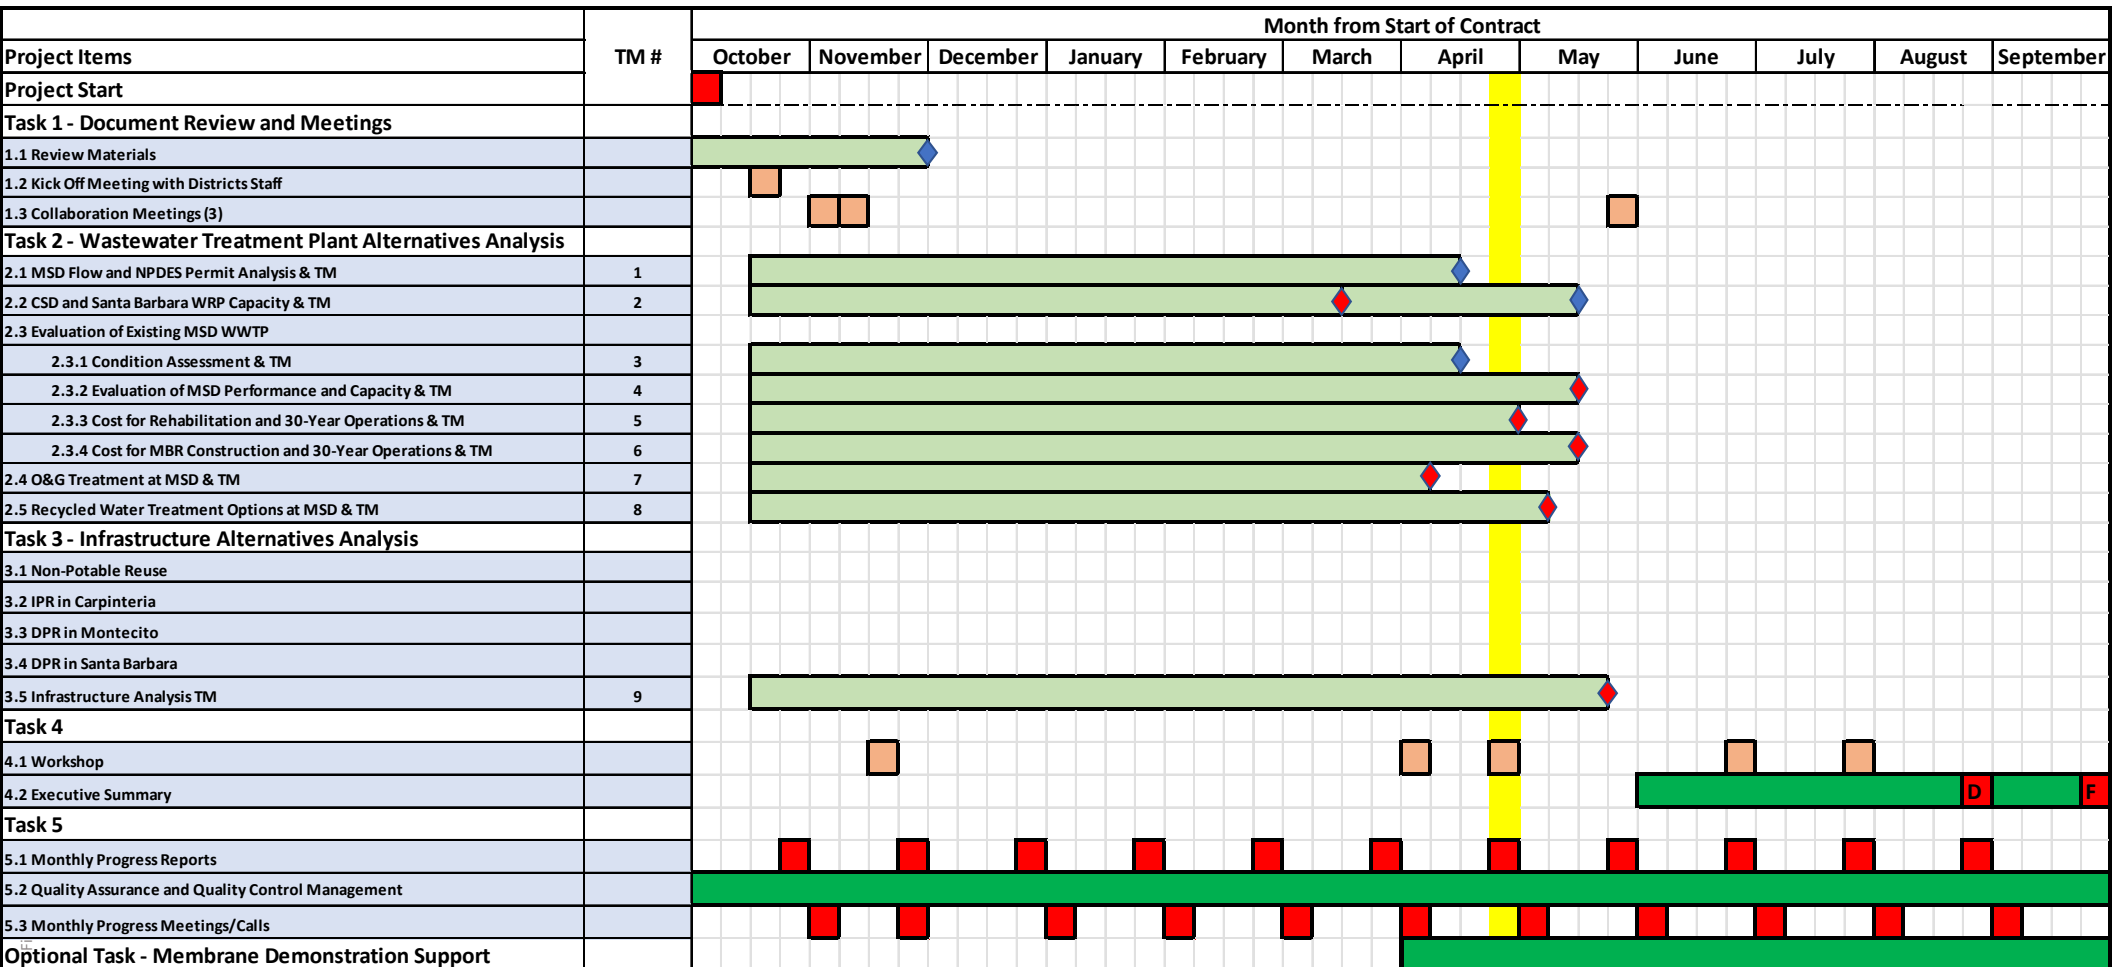 Month from Start of Contract
Project Items TM # October November December January February March April May June July August September
Project Start
Task 1 - Document Review and Meetings
1.1 Review Materials
1.2 Kick Off Meeting with Districts Staff
1.3 Collaboration Meetings (3)
Task 2 - Wastewater Treatment Plant Alternatives Analysis
2.1 MSD Flow and NPDES Permit Analysis & TM 1
2.2 CSD and Santa Barbara WRP Capacity & TM 2
2.3 Evaluation of Existing MSD WWTP
2.3.1 Condition Assessment & TM 3
2.3.2 Evaluation of MSD Performance and Capacity & TM 4
2.3.3 Cost for Rehabilitation and 30-Year Operations & TM 5
2.3.4 Cost for MBR Construction and 30-Year Operations & TM 6
2.4 O&G Treatment at MSD & TM 7
2.5 Recycled Water Treatment Options at MSD & TM 8
Task 3 - Infrastructure Alternatives Analysis
3.1 Non-Potable Reuse
3.2 IPR in Carpinteria
3.3 DPR in Montecito
3.4 DPR in Santa Barbara
3.5 Infrastructure Analysis TM 9
Task 4
4.1 Workshop
4.2 Executive Summary D F
Task 5
5.1 Monthly Progress Reports
5.2 Quality Assurance and Quality Control Management
5.3 Monthly Progress Meetings/Calls
Optional Task - Membrane Demonstration Support